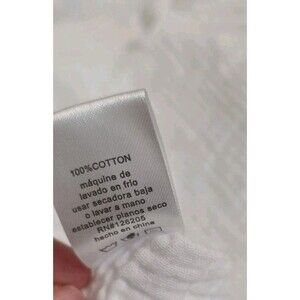 100%COTTON
máquina de
lavado en frío
usar secadora baja
o lavar a mano
establecer planos seco
RN#126205
hecho en china